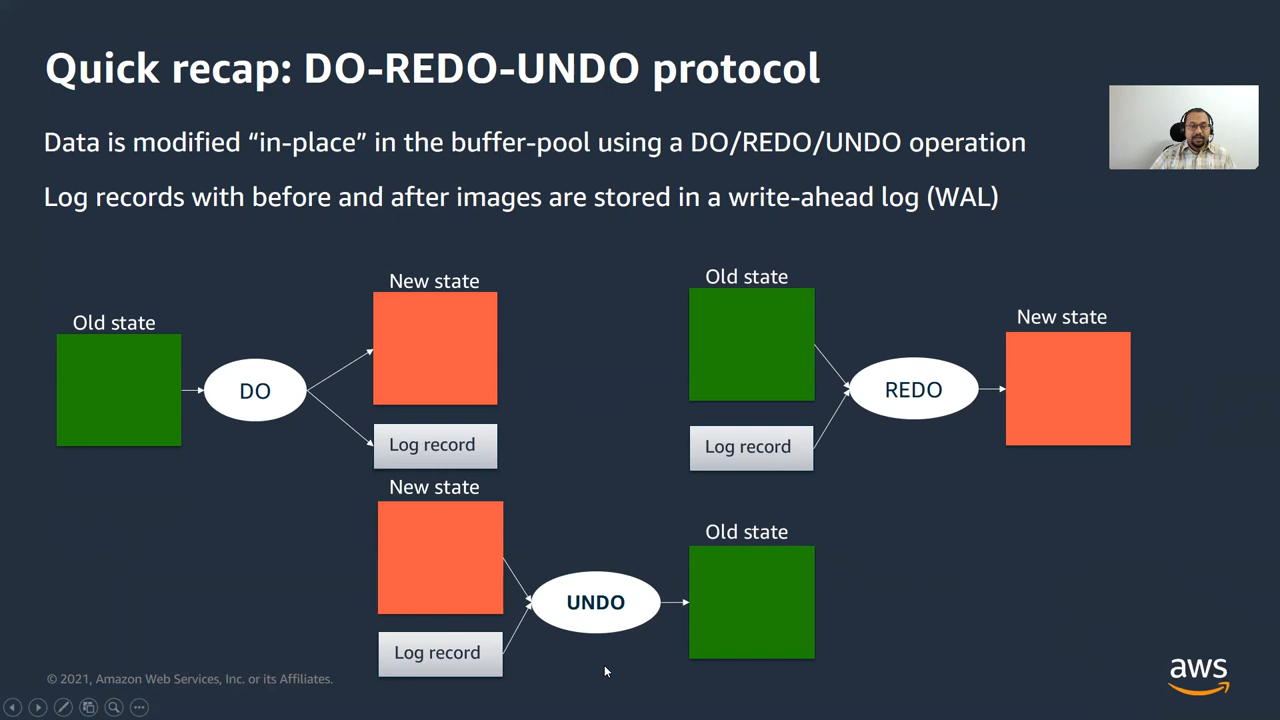 Quick recap: DO-REDO-UNDO protocol
Data is modified “in-place” in the buffer-pool using a DO/REDO/UNDO operation
Log records with before and after images are stored in a write-ahead log (WAL)
Old state
DO
New state
Log record
Old state
Log record
REDO
New state
New state
Log record
UNDO
Old state
© 2021, Amazon Web Services, Inc. or its Affiliates.
aws